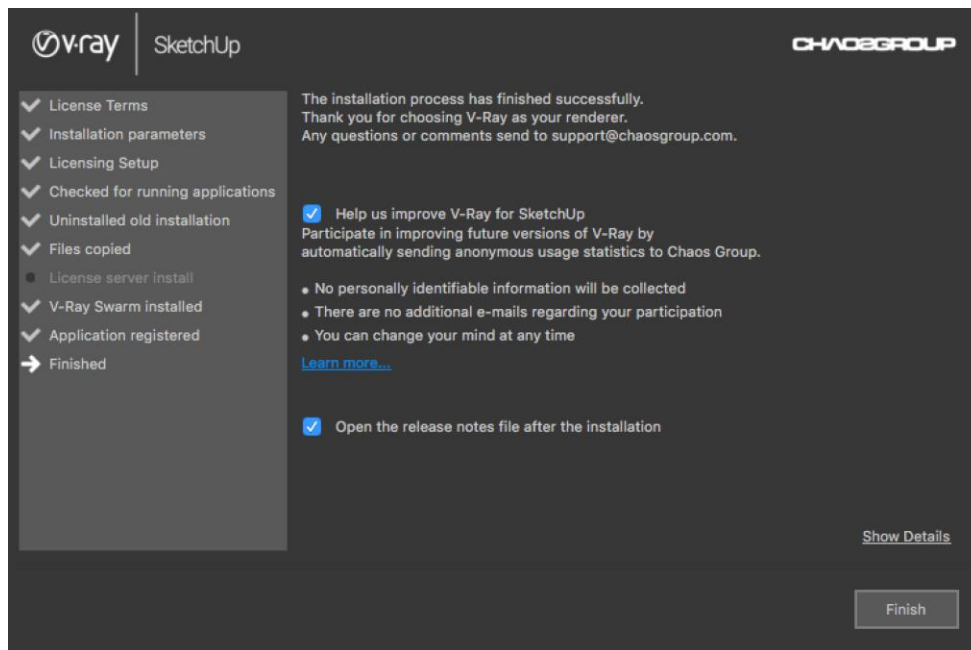 v·ray
SketchUp
CHAOSGROUP
License Terms
Installation parameters
Licensing Setup
Checked for running applications
Uninstalled old installation
Files copied
License server install
V-Ray Swarm installed
Application registered
Finished
The installation process has finished successfully.
Thank you for choosing V-Ray as your renderer.
Any questions or comments send to support@chaosgroup.com.
Help us improve V-Ray for SketchUp
Participate in improving future versions of V-Ray by
automatically sending anonymous usage statistics to Chaos Group.
• No personally identifiable information will be collected
• There are no additional e-mails regarding your participation
• You can change your mind at any time
Learn more...
Open the release notes file after the installation
Show Details
Finish